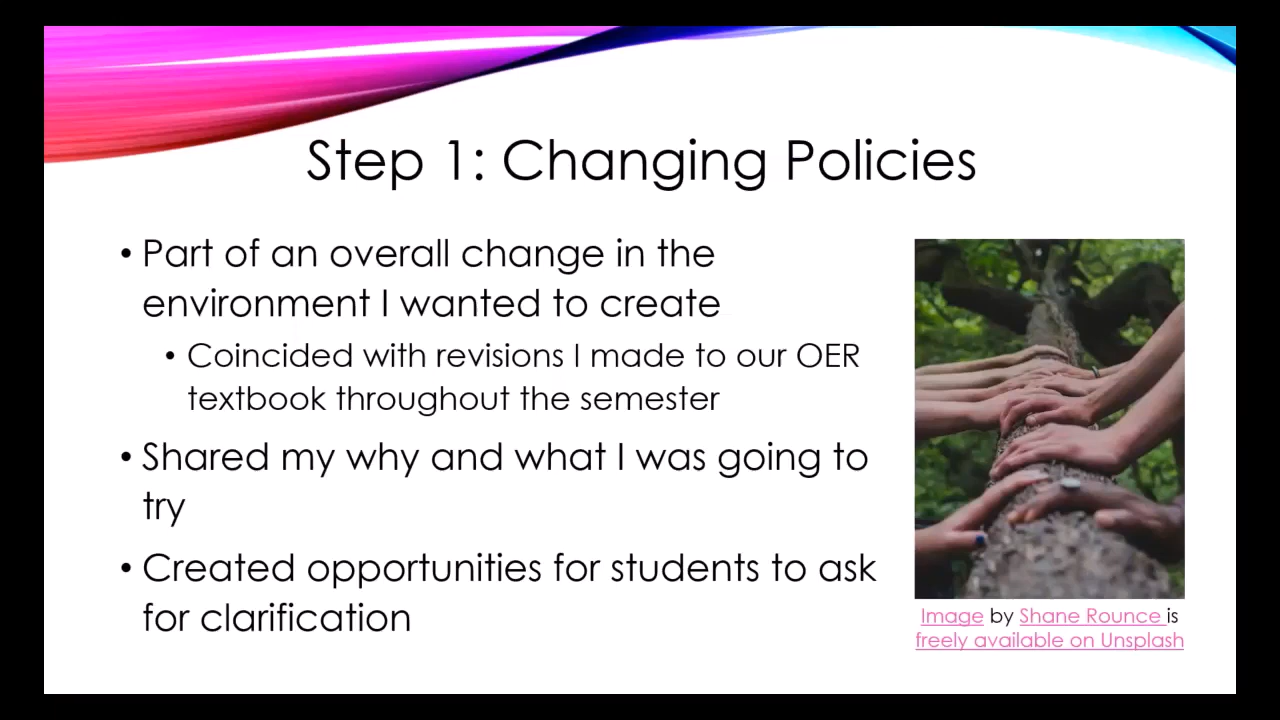 Step 1: Changing Policies
• Part of an overall change in the
environment I wanted to create
• Coincided with revisions I made to our OER
textbook throughout the semester
• Shared my why and what I was going to
try
• Created opportunities for students to ask
for clarification
Image by Shane Rounce is
freely available on Unsplash